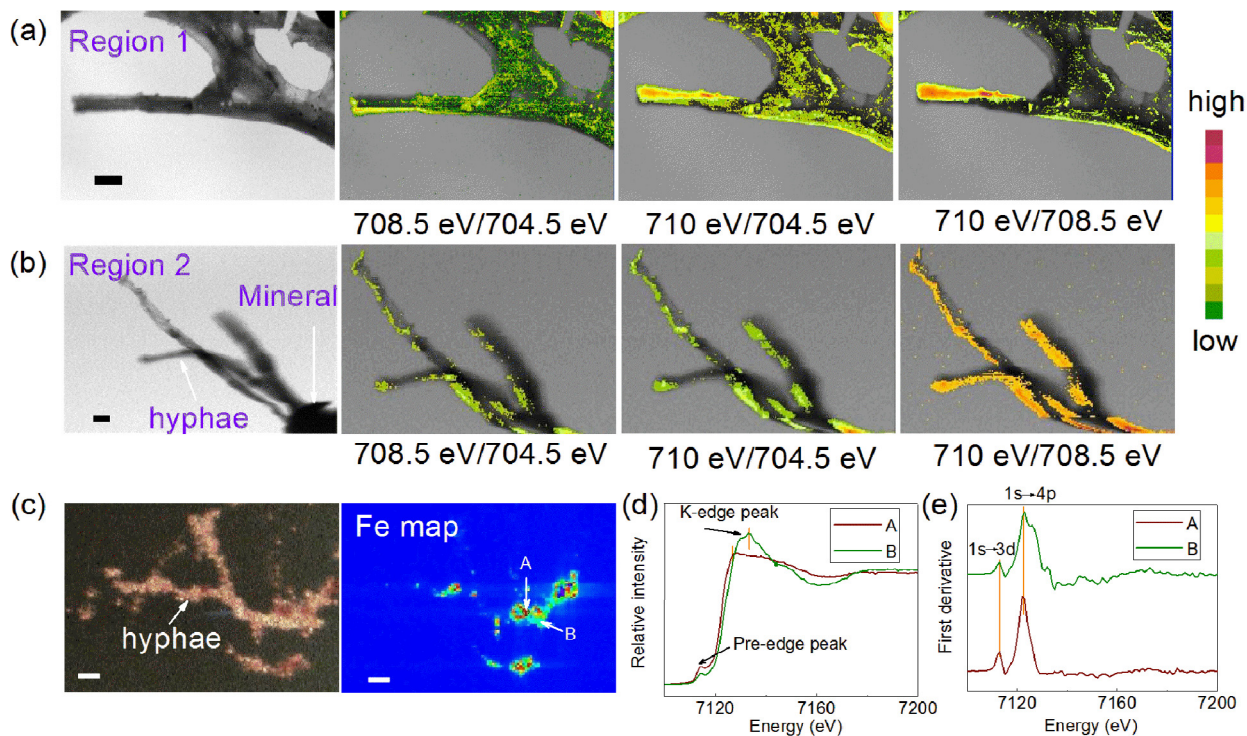 (a)
Region 1
708.5 eV/704.5 eV
710 eV/704.5 eV
710 eV/708.5 eV
high
low
(b)
Region 2
Mineral
hyphae
708.5 eV/704.5 eV
710 eV/704.5 eV
710 eV/708.5 eV
(c)
hyphae
Fe map
A
B
(d)
K-edge peak
A
B
Pre-edge peak
Relative intensity
7120
7160
7200
Energy (eV)
(e)
1s→4p
1s→3d
A
B
First derivative
7120
7160
7200
Energy (eV)